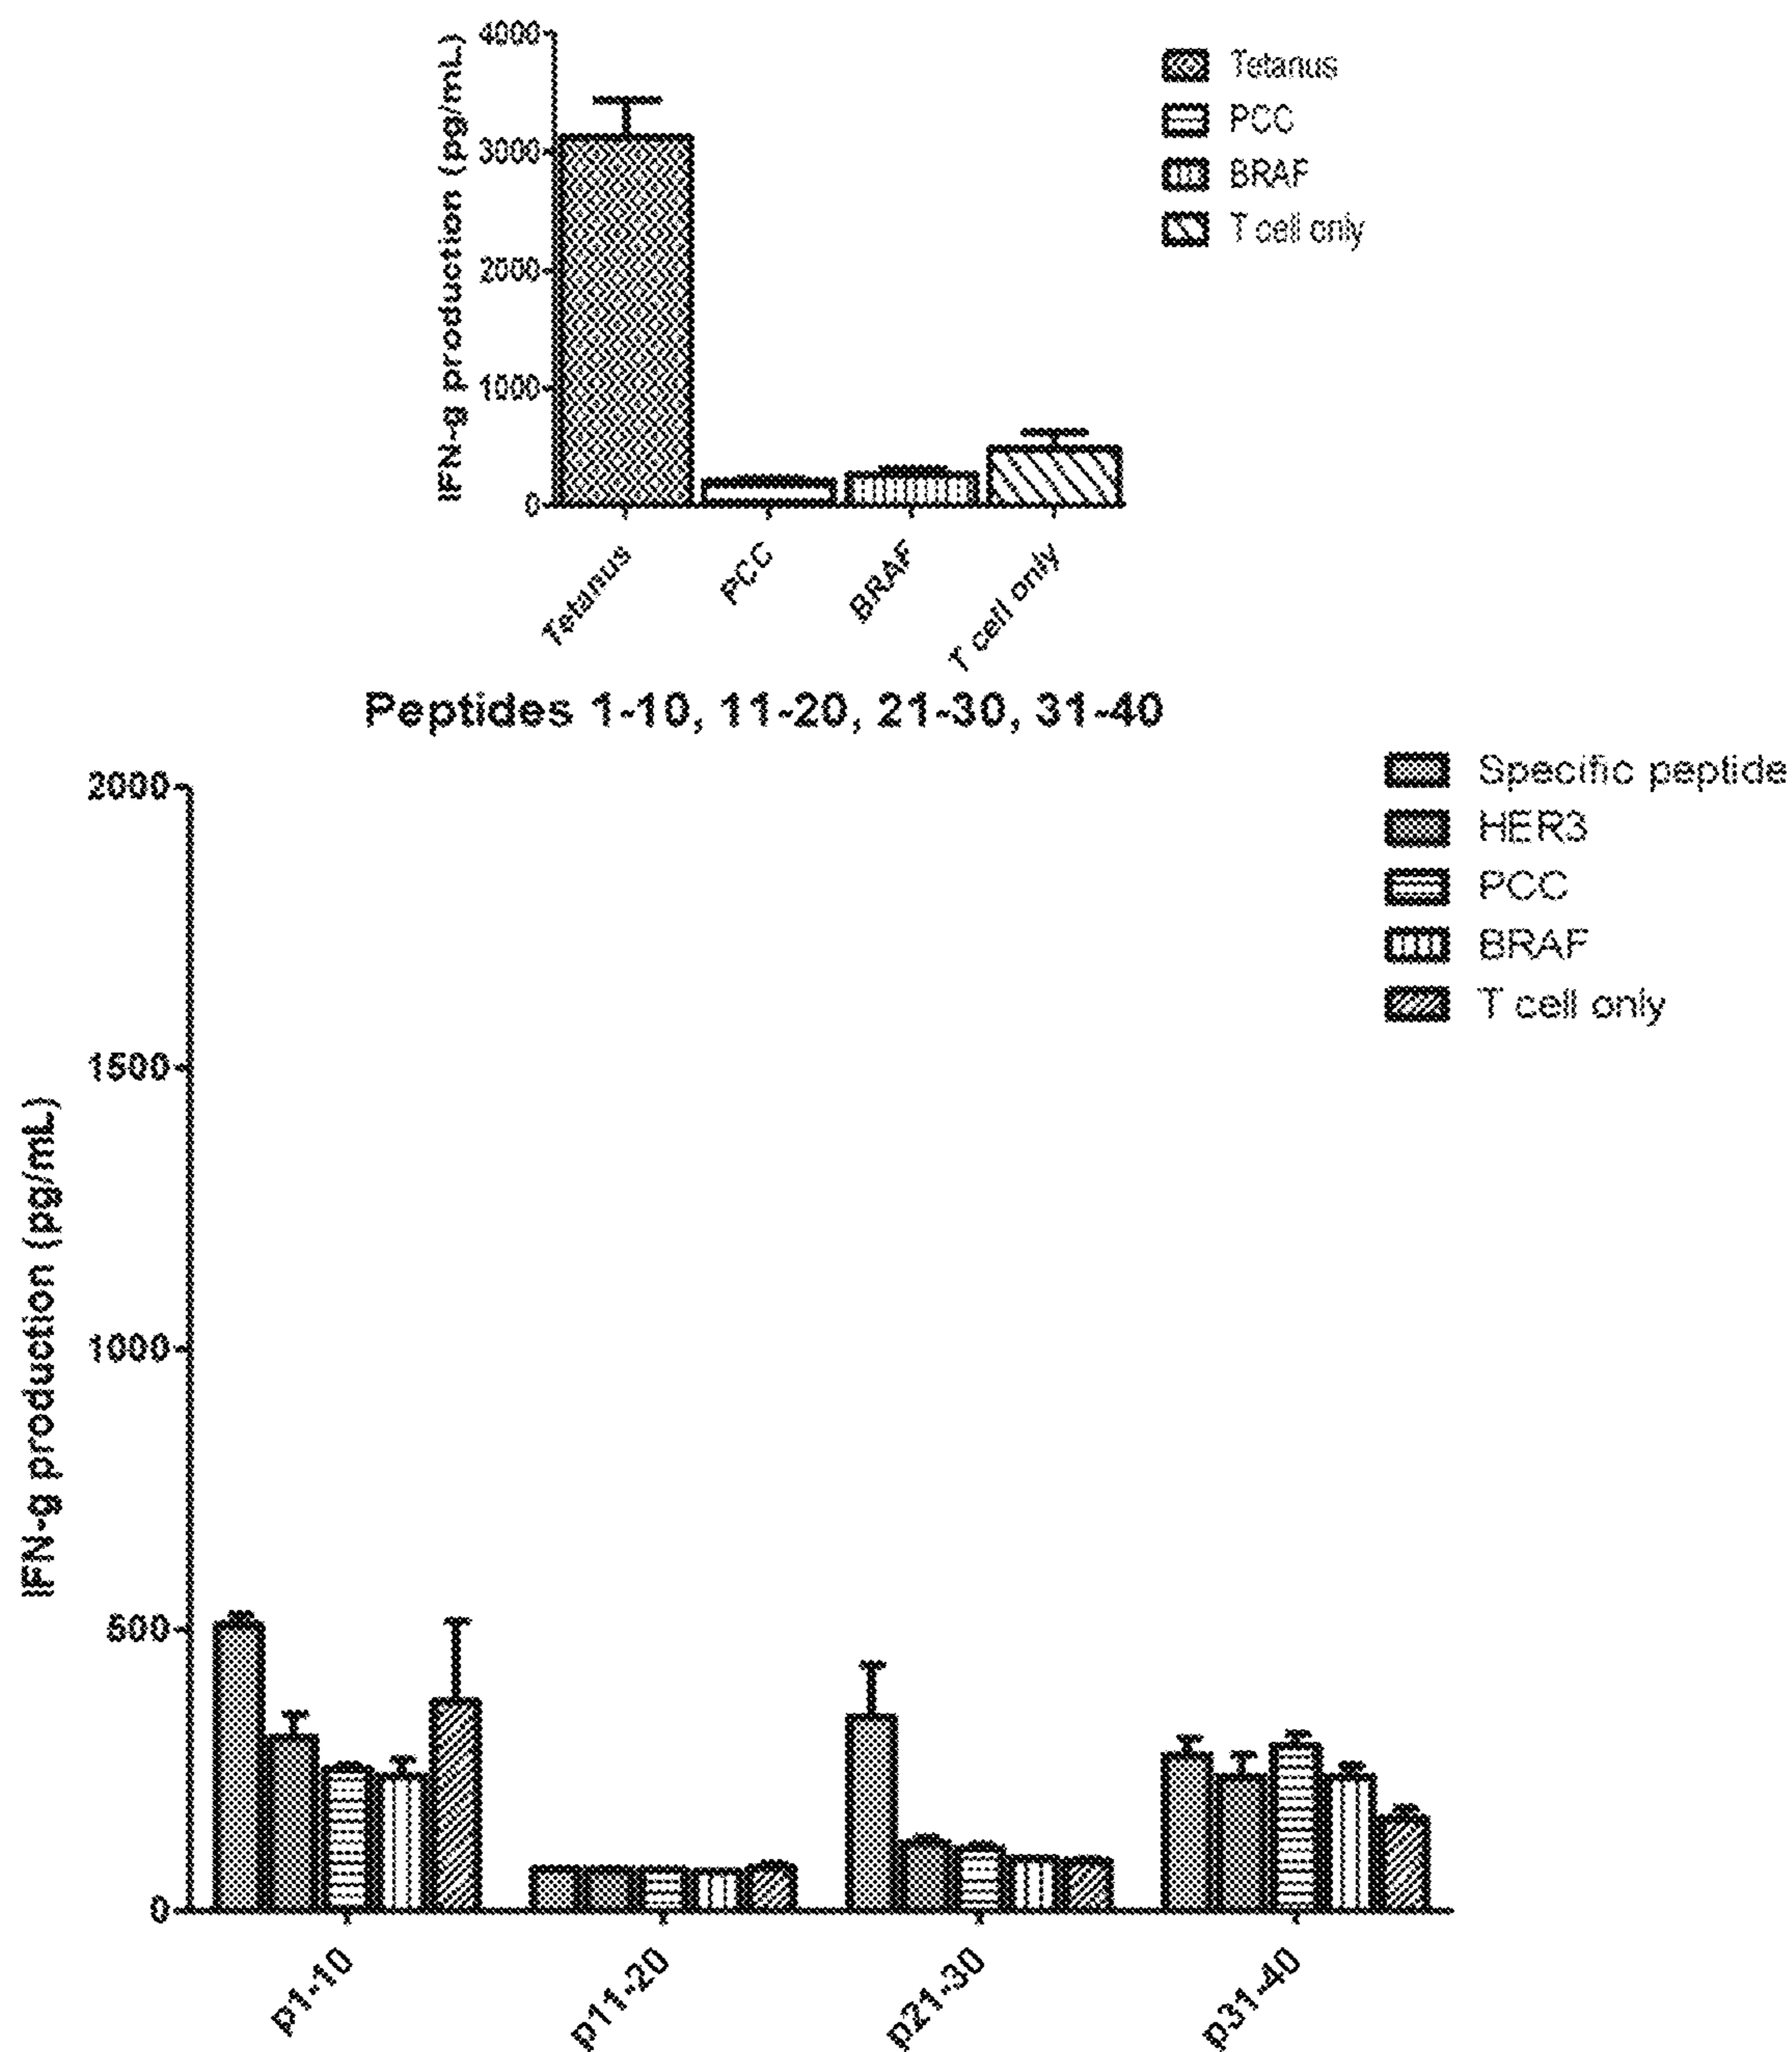 4000
3000
2000
1000
0
IFN-g production (pg/mL)
Tetanus
PCC
BRAF
T cell only
Tetanus
PCC
BRAF
T cell only
Peptides 1-10, 11-20, 21-30, 31-40
2000
1500
1000
500
0
IFN-g production (pg/mL)
Specific peptide
HER3
PCC
BRAF
T cell only
p1-10
p11-20
p21-30
p31-40